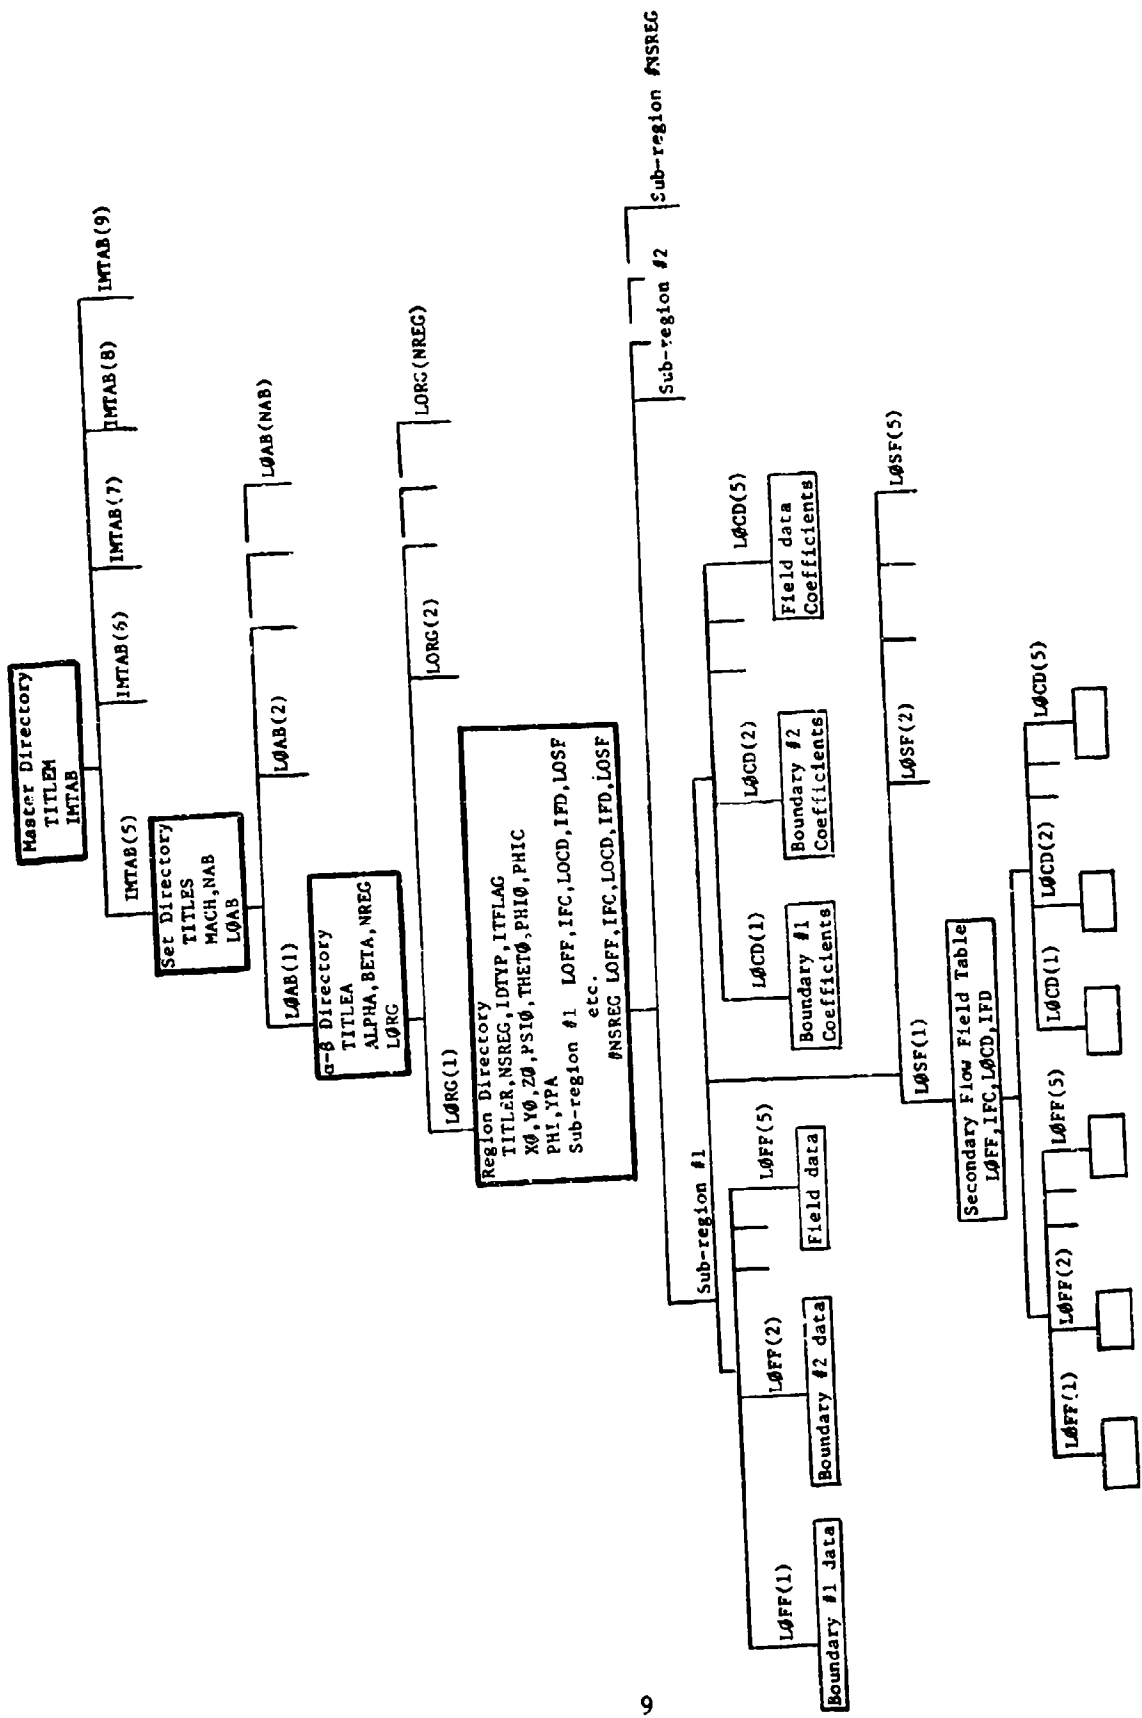 Master Directory
TITLEM
IMTAB
IMTAB(5)
IMTAB(6)
IMTAB(7)
IMTAB(8)
IMTAB(9)
Set Directory
TITLES
MACH,NAB
LØAB
LØAB(1)
LØAB(2)
LØAB(NAB)
α-β Directory
TITLEA
ALPHA,BETA,NREG
LØRG
LØRG(1)
LORG(2)
LORG(NREG)
Region Directory
TITLER,NSREG,IDTYP,ITFLAG
XØ,YØ,ZØ,PSIØ,THETØ,PHIØ,PHIC
PHI,YPA
Sub-region #1 LOFF,IFC,LOCD,IFD,LOSF
etc.
#NSREG LOFF,IFC,LOCD,IFD,LOSF
Sub-region #1
Sub-region #2
Sub-region #NSREG
LØFF(1)
LØFF(2)
LØFF(5)
LØCD(1)
LØCD(2)
LØCD(5)
Boundary #1 data
Boundary #2 data
Field data
Boundary #1
Coefficients
Boundary #2
Coefficients
Field data
Coefficients
LØSF(1)
LØSF(2)
LØSF(5)
Secondary Flow Field Table
LØFF,IFC,LØCD,IFD
LØFF(1)
LØFF(2)
LØFF(5)
LØCD(1)
LØCD(2)
LØCD(5)
9